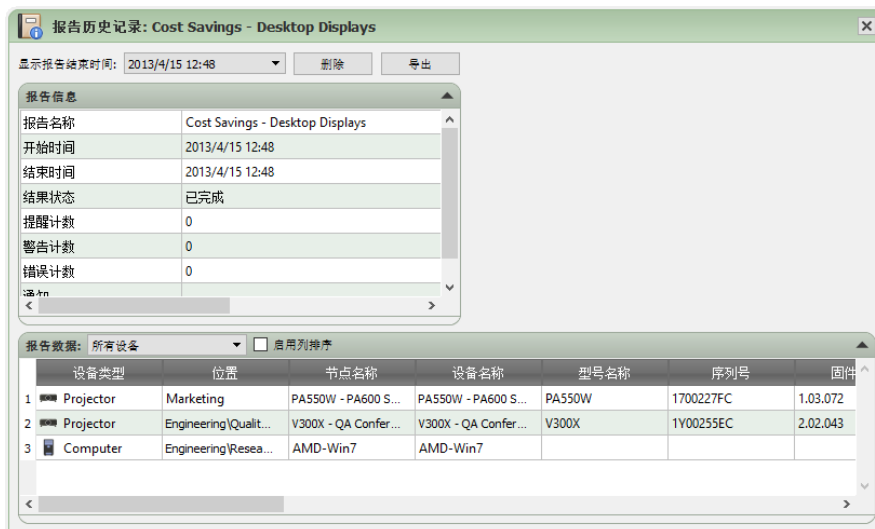 报告历史记录: Cost Savings - Desktop Displays
显示报告结束时间: 2013/4/15 12:48 删除 导出
报告信息
报告名称 Cost Savings - Desktop Displays
开始时间 2013/4/15 12:48
结束时间 2013/4/15 12:48
结果状态 已完成
提醒计数 0
警告计数 0
错误计数 0
通知
报告数据: 所有设备 启用列排序
设备类型 位置 节点名称 设备名称 型号名称 序列号 固件
1 Projector Marketing PA550W - PA600 S... PA550W - PA600 S... PA550W 1700227FC 1.03.072
2 Projector Engineering\Qualit... V300X - QA Confer... V300X - QA Confer... V300X 1Y00255EC 2.02.043
3 Computer Engineering\Resea... AMD-Win7 AMD-Win7